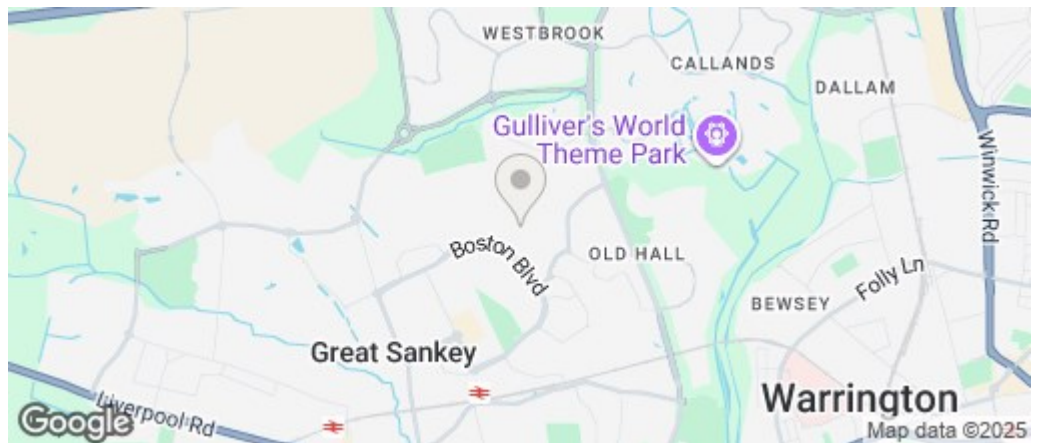 WESTBROOK
CALLANDS
DALLAM
Gulliver's World
Theme Park
Winwick Rd
Boston Blvd
OLD HALL
Folly Ln
BEWSEY
Great Sankey
Warrington
Liverpool Rd
Google
Map data ©2025